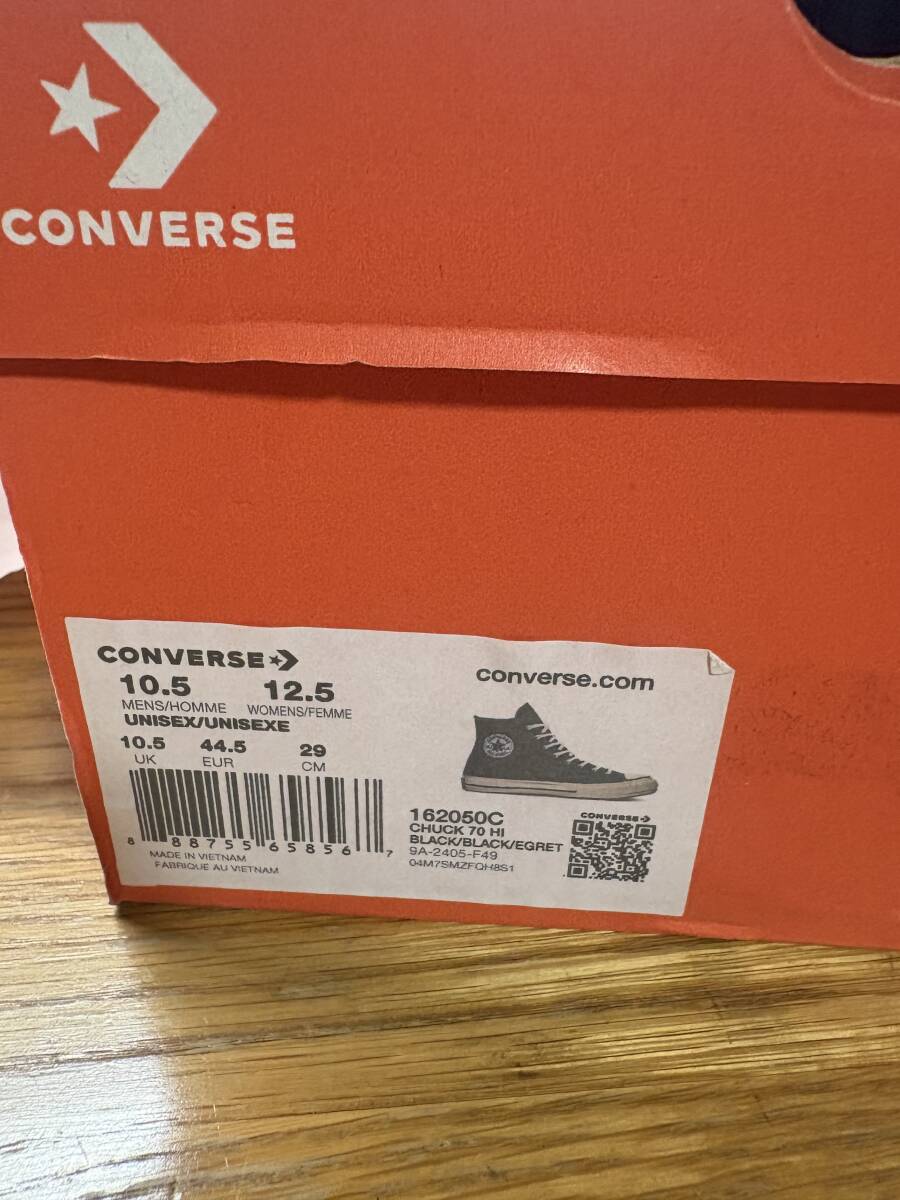 CONVERSE
CONVERSE
10.5 12.5
MENS/HOMME WOMENS/FEMME
UNISEX/UNISEXE
10.5 44.5 29
UK EUR CM
8 88755 65856 7
MADE IN VIETNAM
FABRIQUE AU VIETNAM
converse.com
162050C
CHUCK 70 HI
BLACK/BLACK/EGRET
9A-2405-F49
04M7SMZFQH8S1
CONVERSE